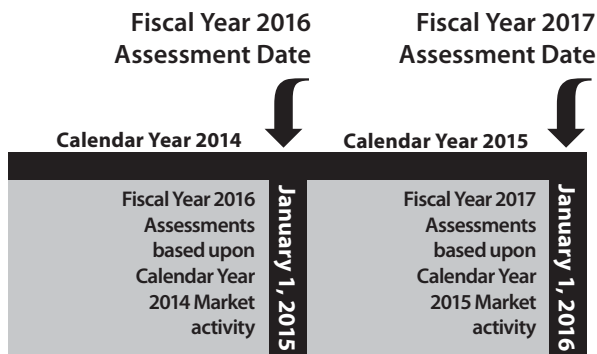 Fiscal Year 2016
Assessment Date
Fiscal Year 2017
Assessment Date
Calendar Year 2014
Calendar Year 2015
Fiscal Year 2016
Assessments
based upon
Calendar Year
2014 Market
activity
January 1, 2015
Fiscal Year 2017
Assessments
based upon
Calendar Year
2015 Market
activity
January 1, 2016